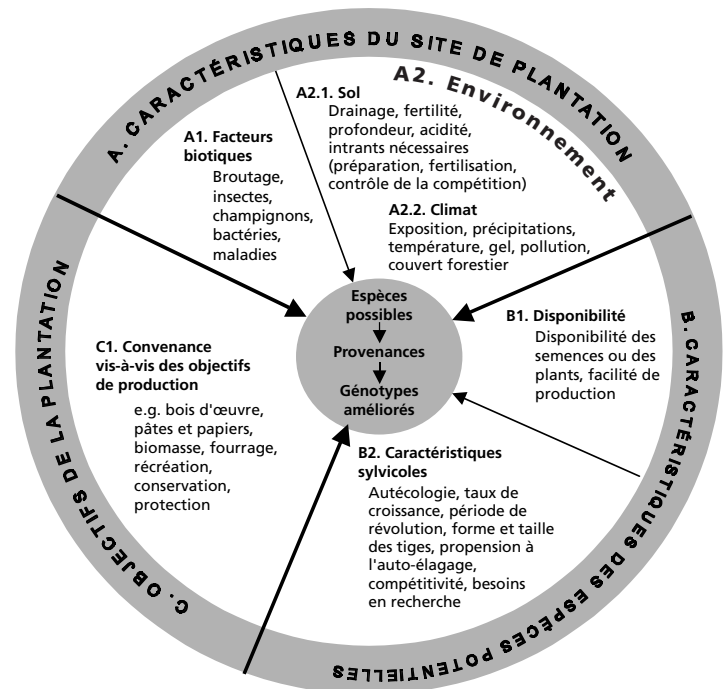 A. CARACTÉRISTIQUES DU SITE DE PLANTATION
A2. Environnement
A1. Facteurs
biotiques
Broutage,
insectes,
champignons,
bactéries,
maladies
A2.1. Sol
Drainage, fertilité,
profondeur, acidité,
intrants nécessaires
(préparation, fertilisation,
contrôle de la compétition)
A2.2. Climat
Exposition, précipitations,
température, gel, pollution,
couvert forestier
Espèces
possibles
Provenances
Génotypes
améliorés
B. CARACTÉRISTIQUES DES ESPÈCES POTENTIELLES
B1. Disponibilité
Disponibilité des
semences ou des
plants, facilité de
production
B2. Caractéristiques
sylvicoles
Autécologie, taux de
croissance, période de
révolution, forme et taille
des tiges, propension à
l'auto-élagage,
compétitivité, besoins
en recherche
C. OBJECTIFS DE LA PLANTATION
C1. Convenance
vis-à-vis des objectifs
de production
e.g. bois d'œuvre,
pâtes et papiers,
biomasse, fourrage,
récréation,
conservation,
protection